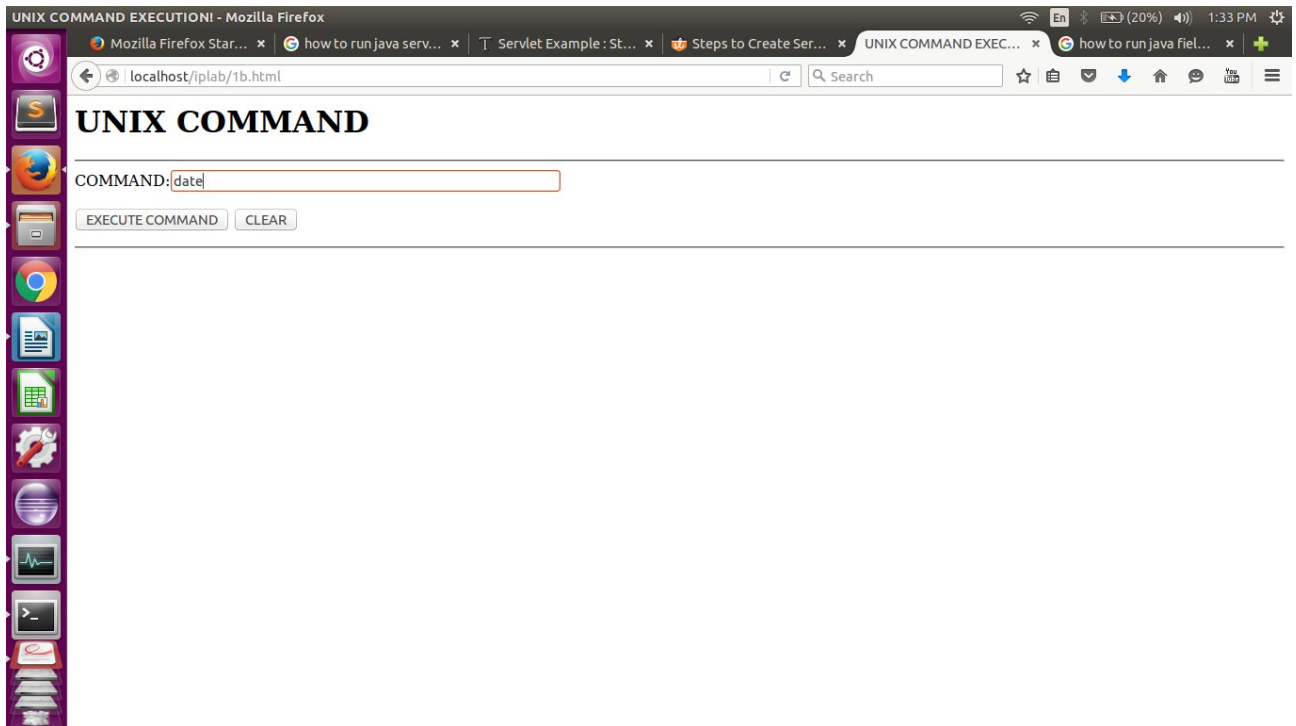 UNIX COMMAND EXECUTION! - Mozilla Firefox En (20%) 1:33 PM
Mozilla Firefox Star... × how to run java serv... × T Servlet Example : St... × Steps to Create Ser... × UNIX COMMAND EXEC... × how to run java fiel... ×
localhost/iplab/1b.html Search You Tube
UNIX COMMAND
COMMAND:date
EXECUTE COMMAND CLEAR